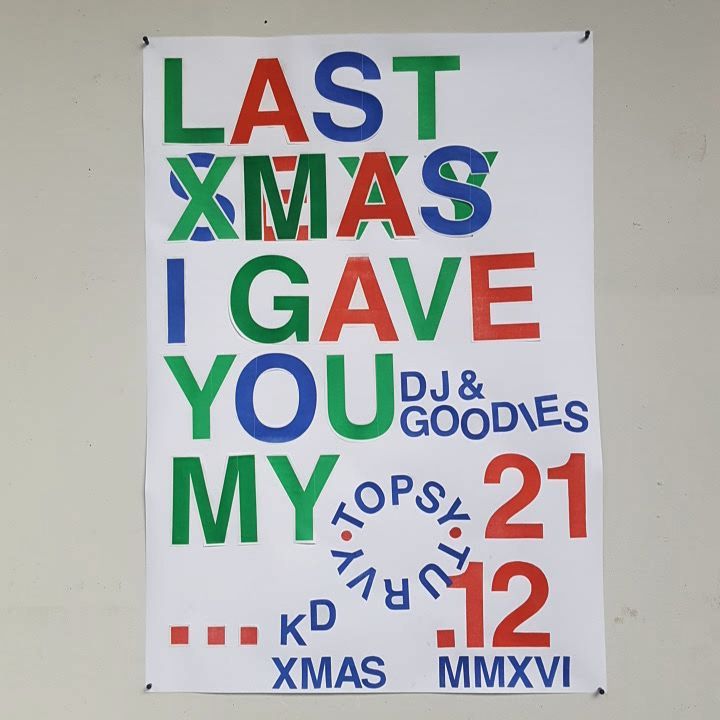 LAST
XMAS
I GAVE
YOU
DJ &
GOODIES
MY
21
·TOPSY·TURVY
.12
... KD
XMAS
MMXVI